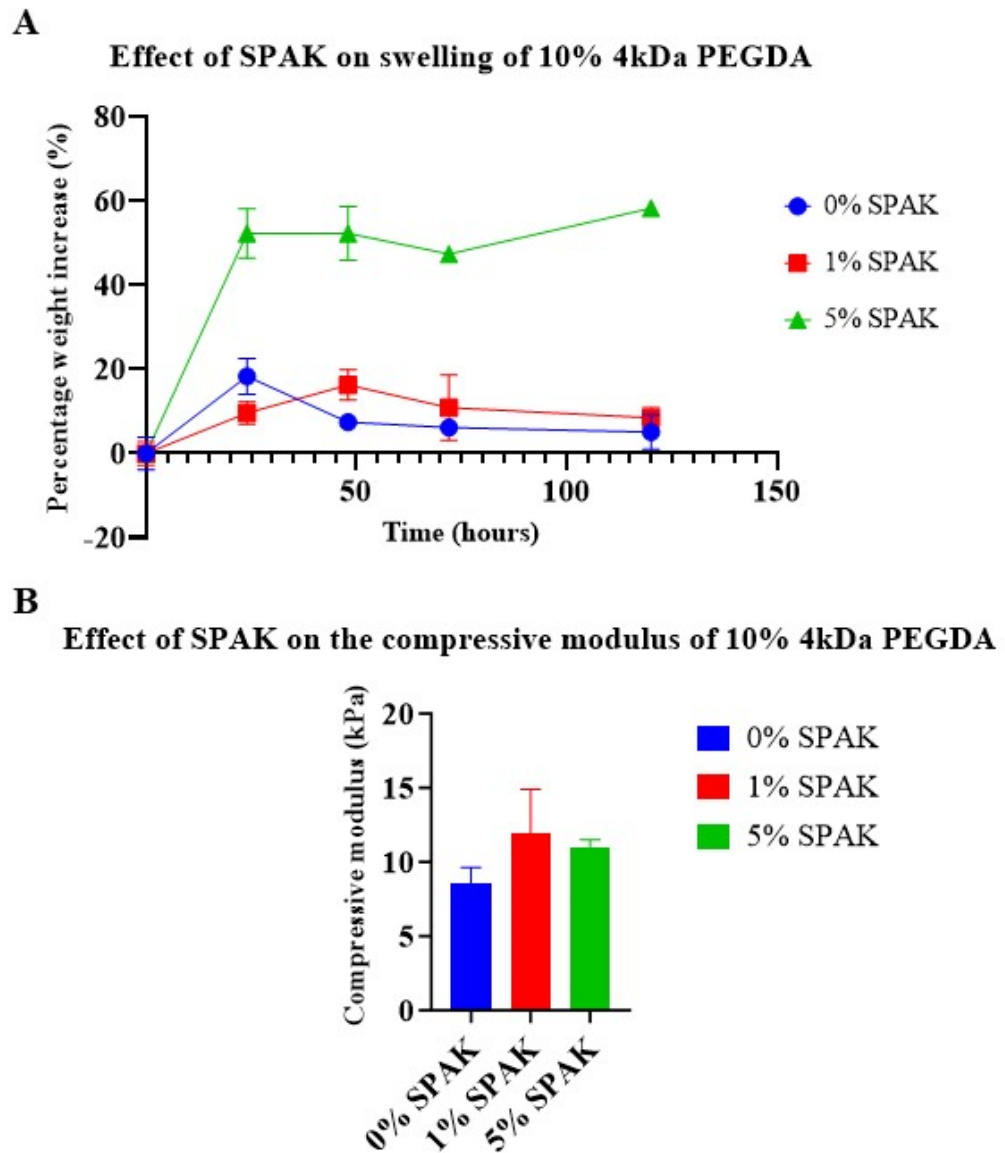 A
Effect of SPAK on swelling of 10% 4kDa PEGDA
Percentage weight increase (%)
80
60
40
20
0
-20
50
100
150
Time (hours)
0% SPAK
1% SPAK
5% SPAK
B
Effect of SPAK on the compressive modulus of 10% 4kDa PEGDA
Compressive modulus (kPa)
20
15
10
5
0
0% SPAK
1% SPAK
5% SPAK
0% SPAK
1% SPAK
5% SPAK